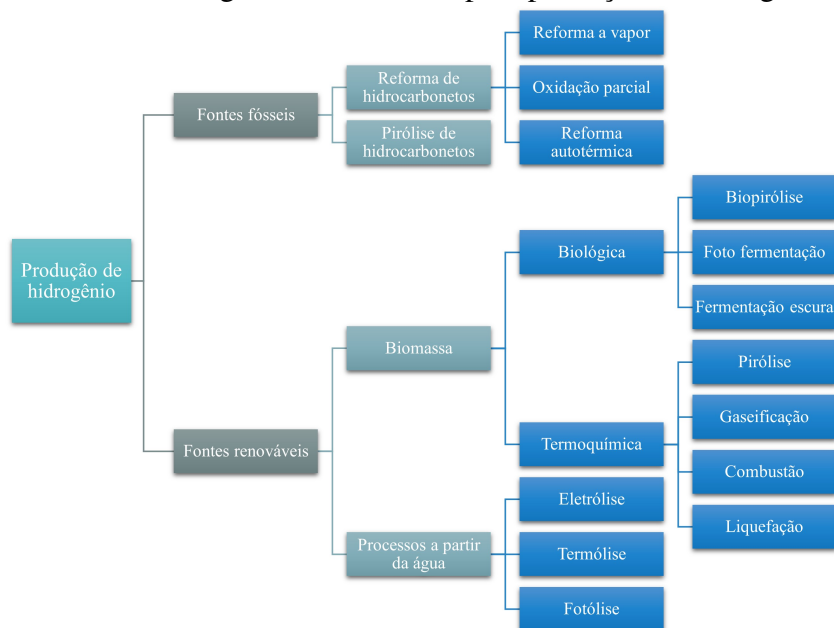 Reforma a vapor
Reforma de
hidrocarbonetos
Oxidação parcial
Fontes fósseis
Pirólise de
hidrocarbonetos
Reforma
autotérmica
Biopirólise
Biológica
Foto fermentação
Produção de
hidrogênio
Fermentação escura
Biomassa
Pirólise
Gaseificação
Fontes renováveis
Termoquímica
Combustão
Eletrólise
Liquefação
Processos a partir
da água
Termólise
Fotólise